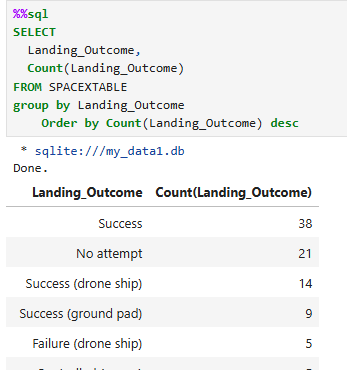 %%sql
SELECT
Landing_Outcome,
Count(Landing_Outcome)
FROM SPACEXTABLE
group by Landing_Outcome
Order by Count(Landing_Outcome) desc
* sqlite:///my_data1.db
Done.
Landing_Outcome Count(Landing_Outcome)
Success 38
No attempt 21
Success (drone ship) 14
Success (ground pad) 9
Failure (drone ship) 5